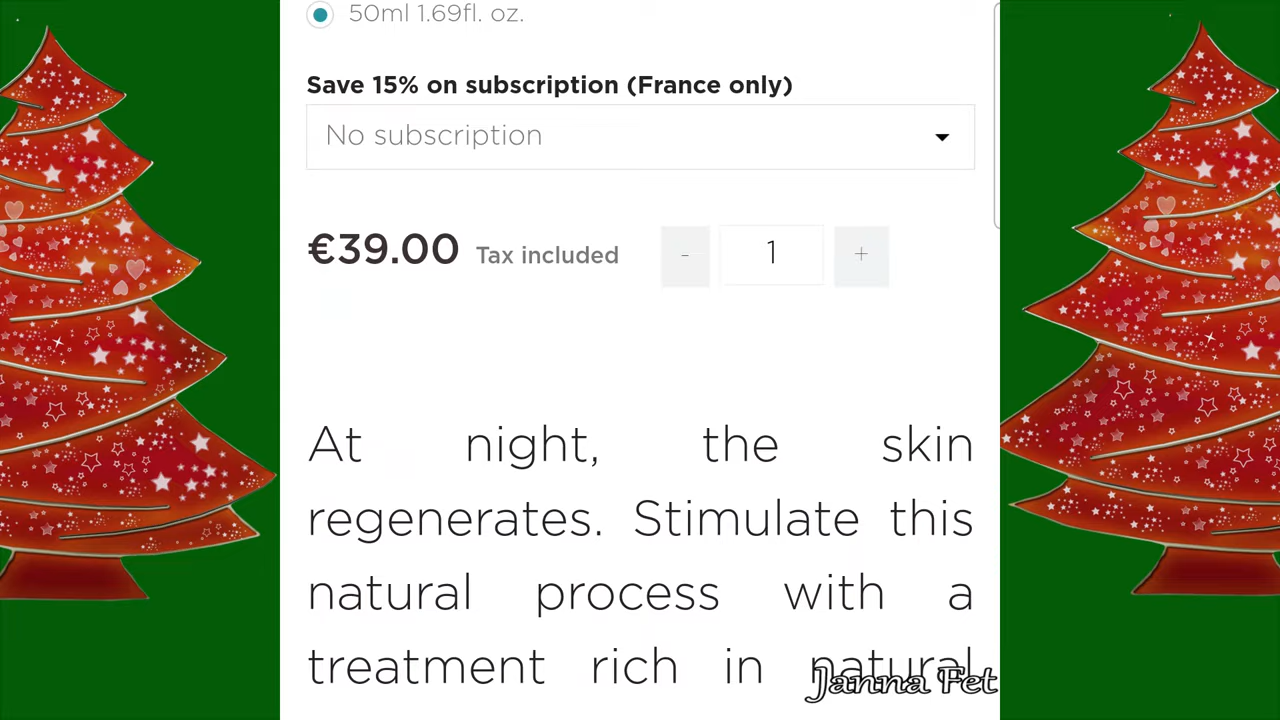 50ml 1.69fl. oz.
Save 15% on subscription (France only)
No subscription
€39.00 Tax included - 1 +
At night, the skin
regenerates. Stimulate this
natural process with a
treatment rich in natural
Janna Fet